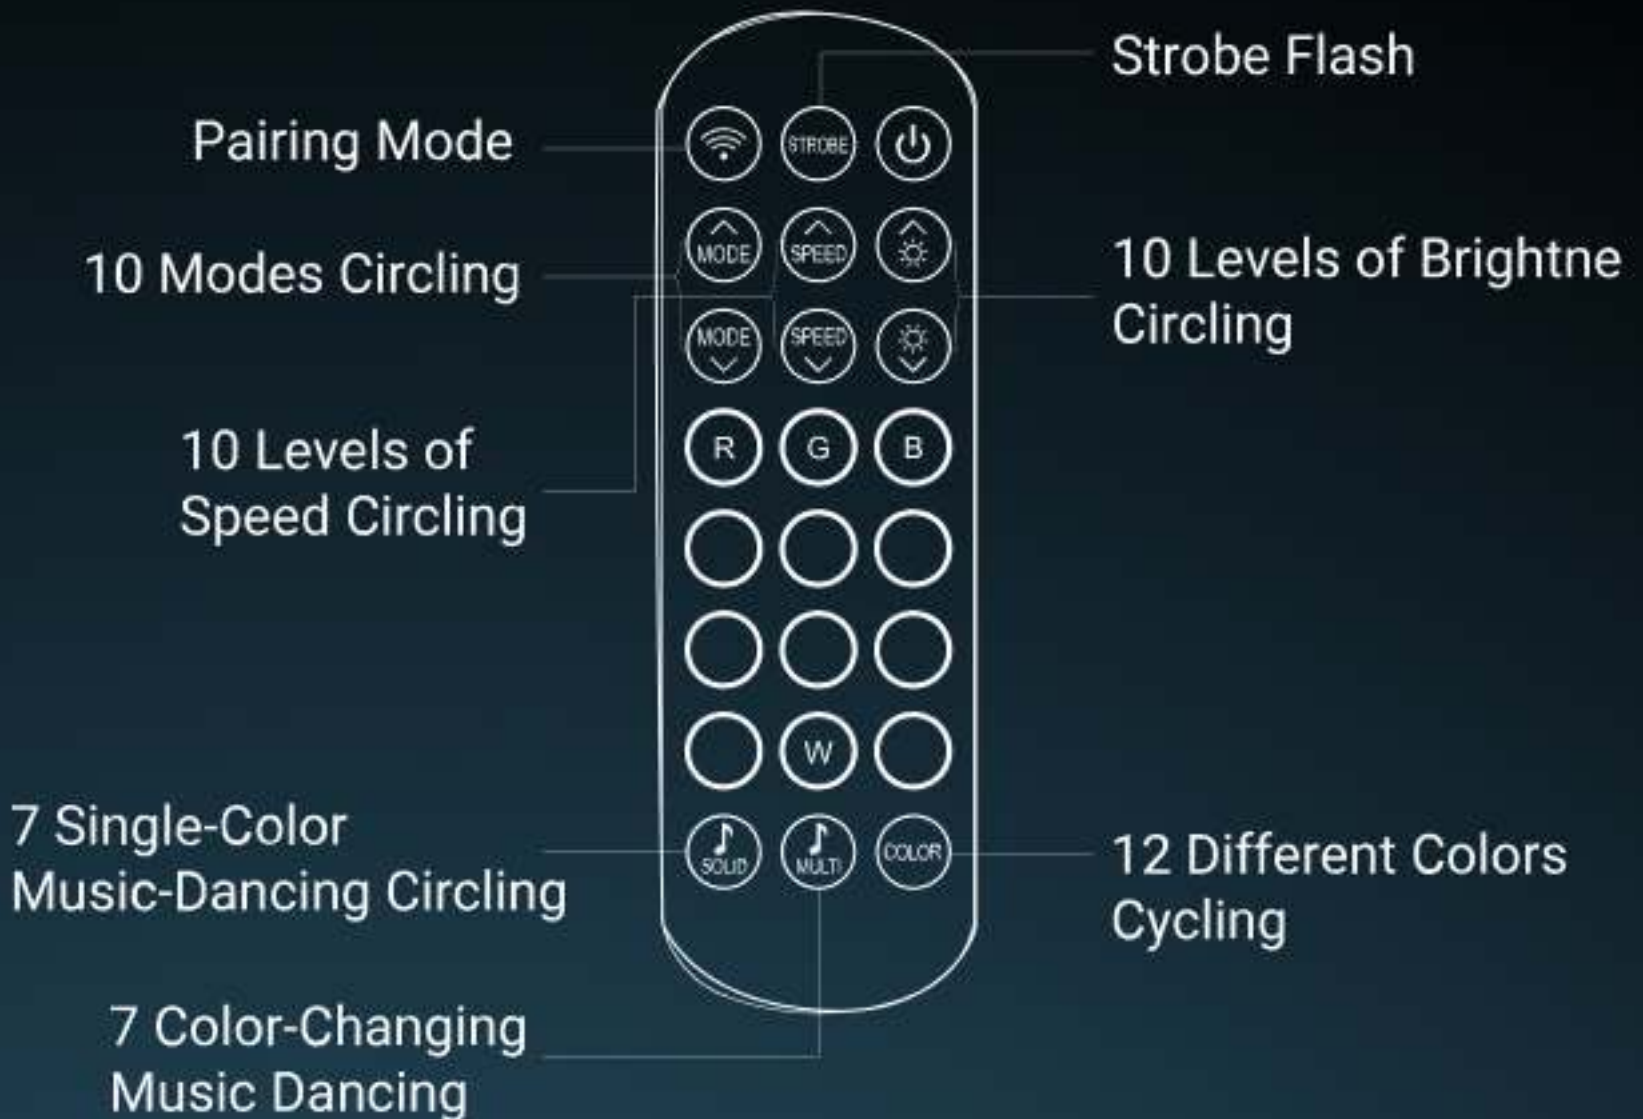 Strobe Flash
Pairing Mode
STROBE
10 Modes Circling
MODE
SPEED
10 Levels of Brightne
Circling
MODE
SPEED
10 Levels of
Speed Circling
R
G
B
W
7 Single-Color
Music-Dancing Circling
SOLID
MULTI
COLOR
12 Different Colors
Cycling
7 Color-Changing
Music Dancing